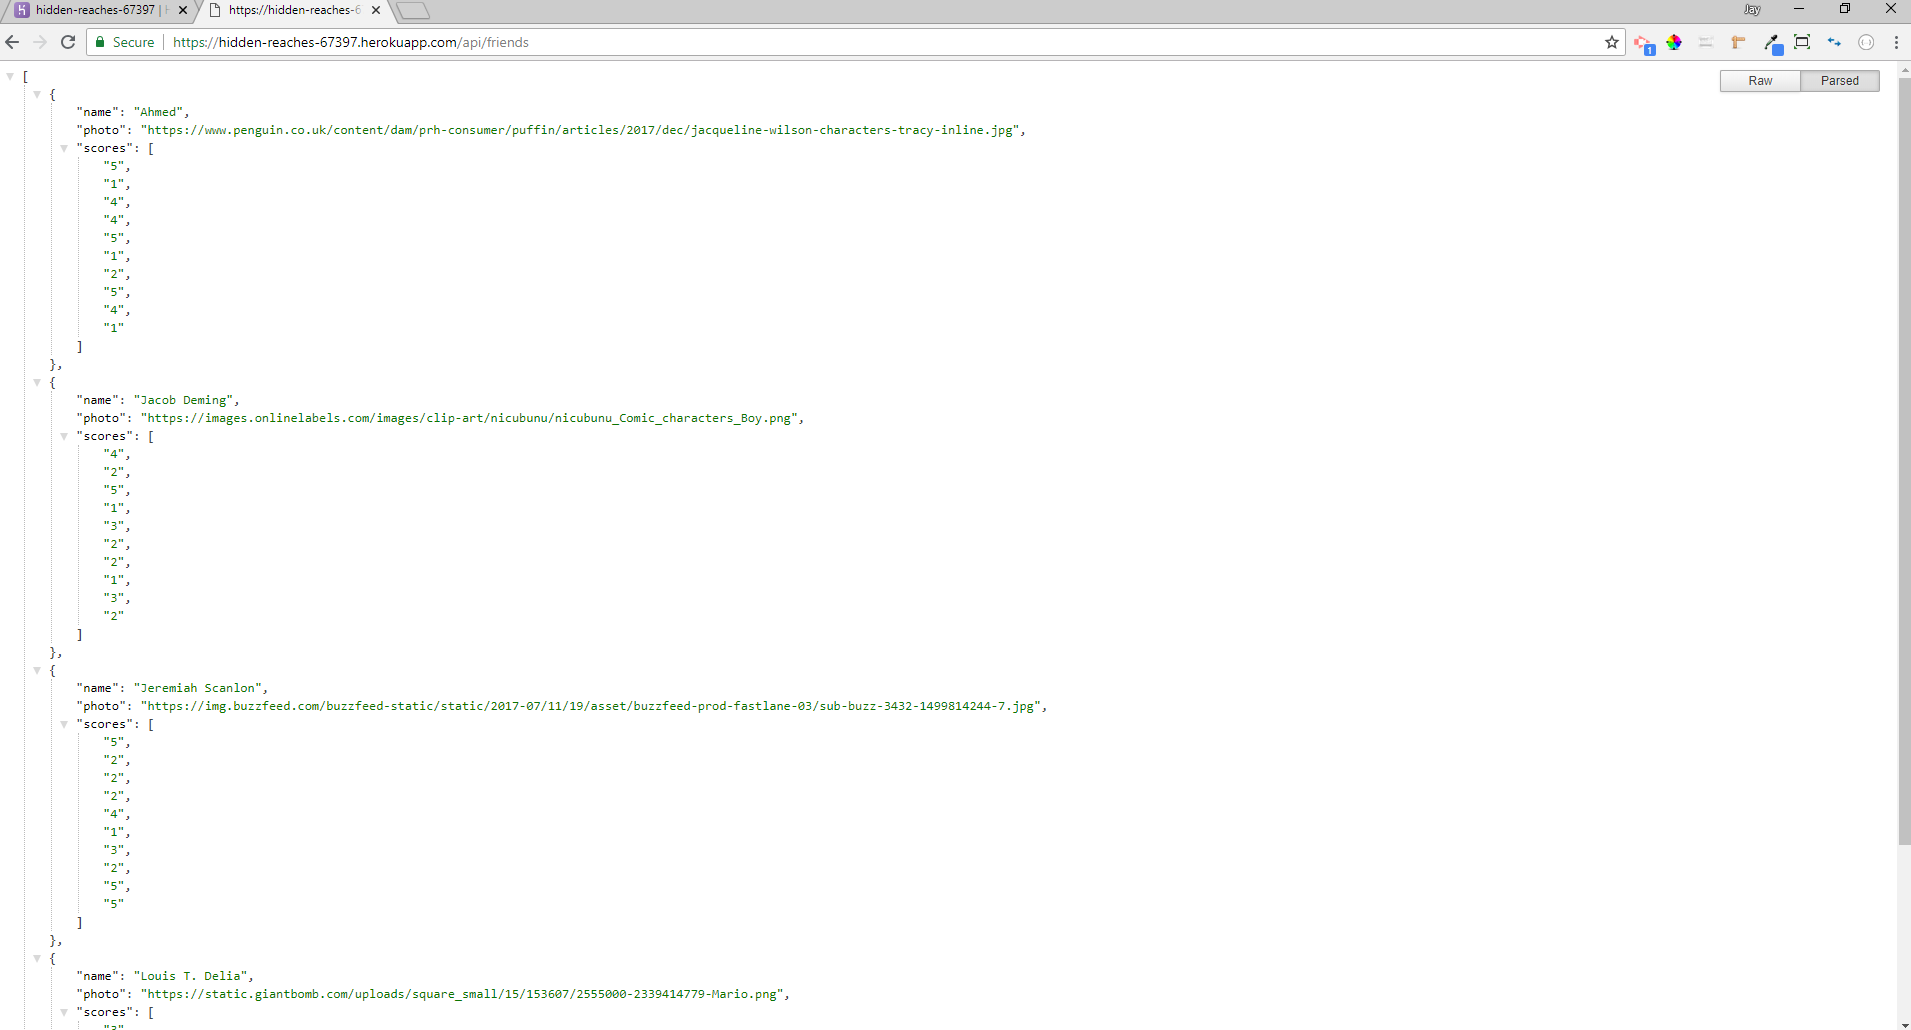 hidden-reaches-67397 |
https://hidden-reaches-6
Jay
Secure
https://hidden-reaches-67397.herokuapp.com/api/friends
1
Raw
Parsed
[
{
"name": "Ahmed",
"photo": "https://www.penguin.co.uk/content/dam/prh-consumer/puffin/articles/2017/dec/jacqueline-wilson-characters-tracy-inline.jpg",
"scores": [
"5",
"1",
"4",
"4",
"5",
"1",
"2",
"5",
"4",
"1"
]
},
{
"name": "Jacob Deming",
"photo": "https://images.onlinelabels.com/images/clip-art/nicubunu/nicubunu_Comic_characters_Boy.png",
"scores": [
"4",
"2",
"5",
"1",
"3",
"2",
"2",
"1",
"3",
"2"
]
},
{
"name": "Jeremiah Scanlon",
"photo": "https://img.buzzfeed.com/buzzfeed-static/static/2017-07/11/19/asset/buzzfeed-prod-fastlane-03/sub-buzz-3432-1499814244-7.jpg",
"scores": [
"5",
"2",
"2",
"2",
"4",
"1",
"3",
"2",
"5",
"5"
]
},
{
"name": "Louis T. Delia",
"photo": "https://static.giantbomb.com/uploads/square_small/15/153607/2555000-2339414779-Mario.png",
"scores": [